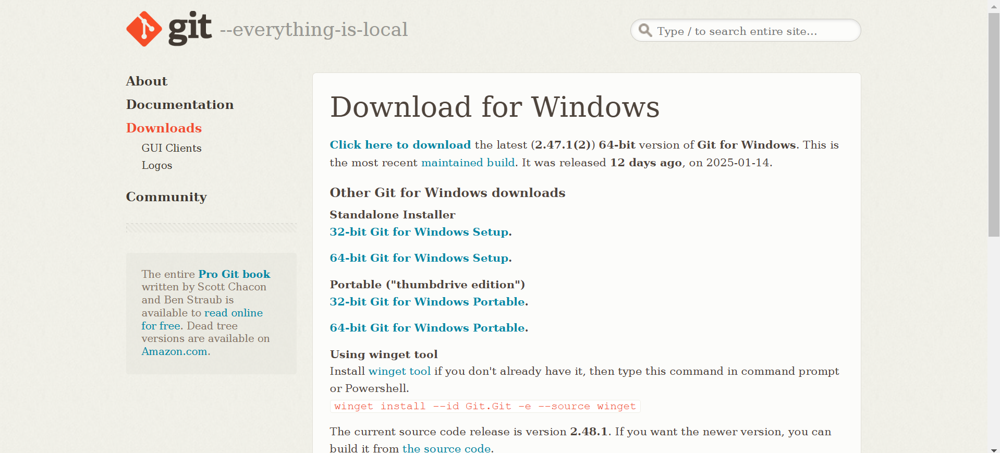 git --everything-is-local
Type / to search entire site...
About
Documentation
Downloads
GUI Clients
Logos
Community
The entire Pro Git book
written by Scott Chacon
and Ben Straub is
available to read online
for free. Dead tree
versions are available on
Amazon.com.
Download for Windows
Click here to download the latest (2.47.1(2)) 64-bit version of Git for Windows. This is
the most recent maintained build. It was released 12 days ago, on 2025-01-14.
Other Git for Windows downloads
Standalone Installer
32-bit Git for Windows Setup.
64-bit Git for Windows Setup.
Portable ("thumbdrive edition")
32-bit Git for Windows Portable.
64-bit Git for Windows Portable.
Using winget tool
Install winget tool if you don't already have it, then type this command in command prompt
or Powershell.
winget install --id Git.Git -e --source winget
The current source code release is version 2.48.1. If you want the newer version, you can
build it from the source code.